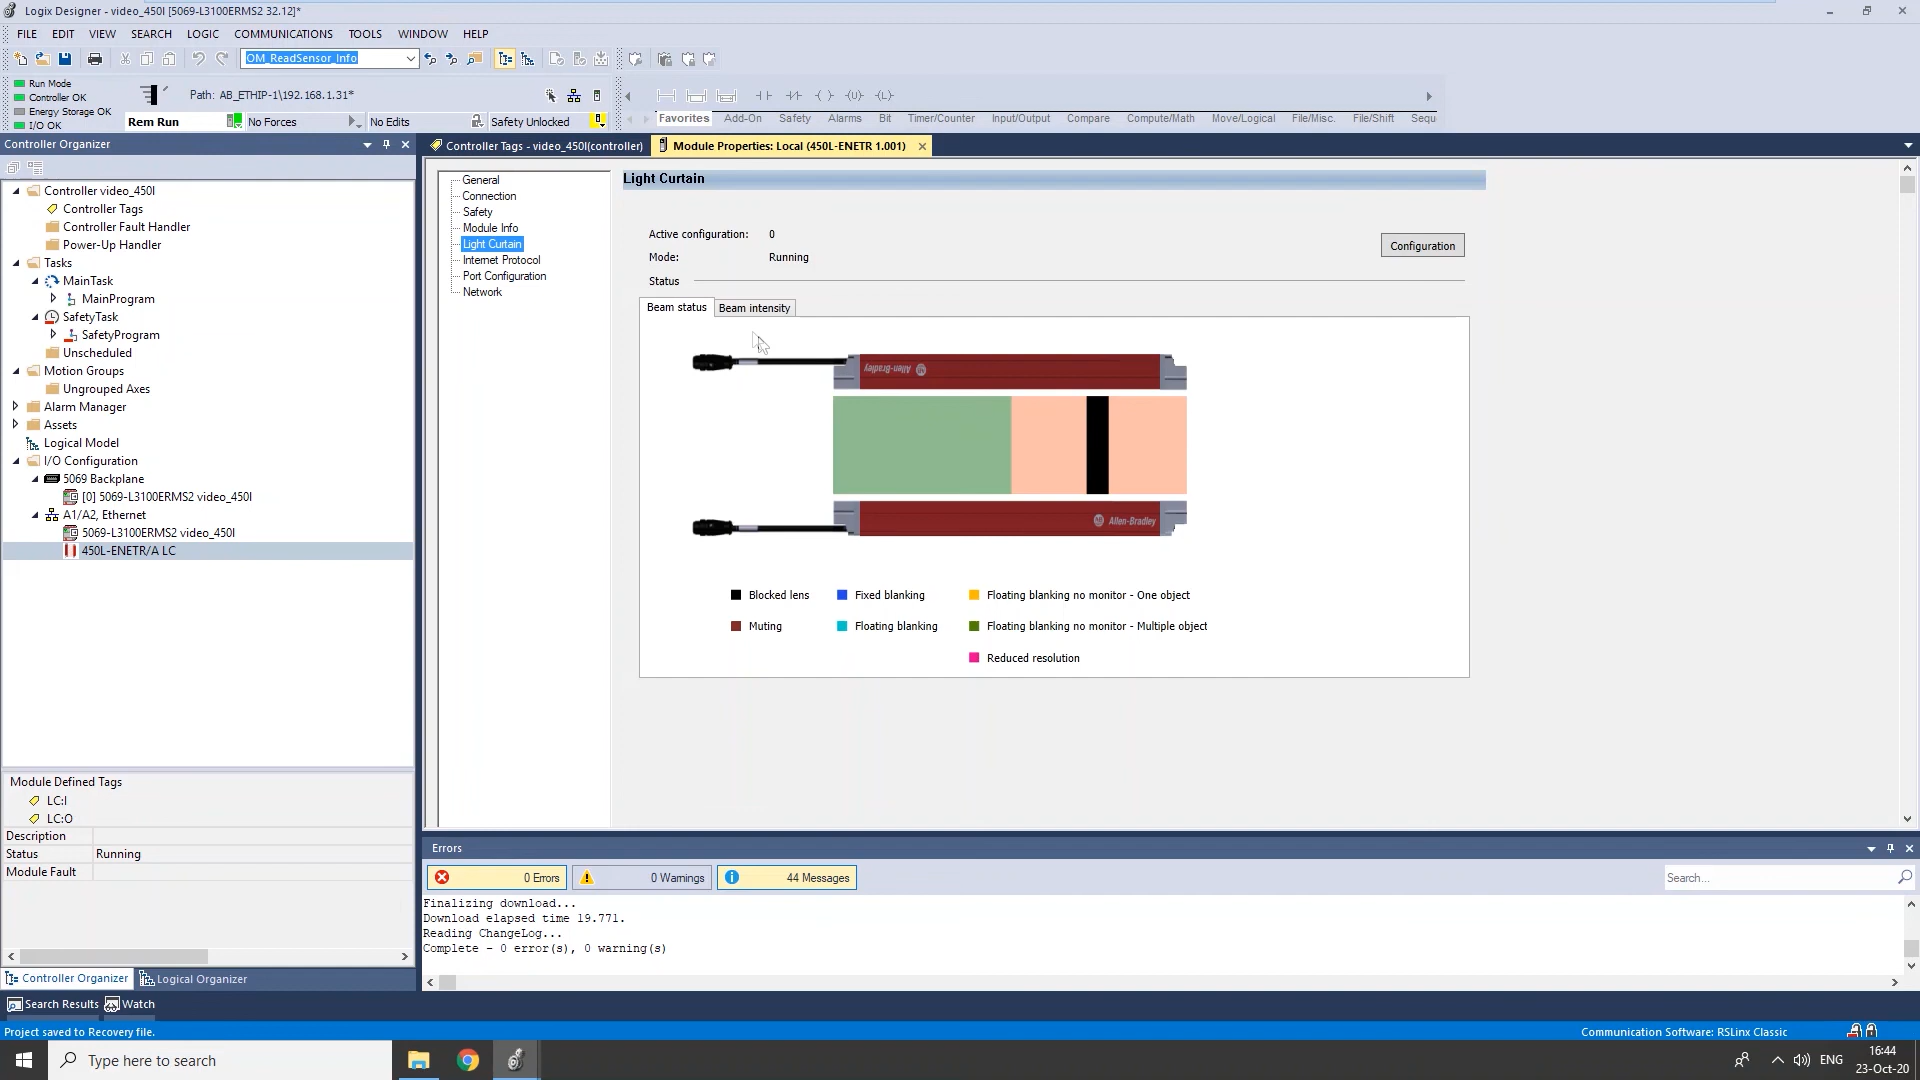 Logix Designer - video_450l [5069-L3100ERMS2 32.12]*
FILE EDIT VIEW SEARCH LOGIC COMMUNICATIONS TOOLS WINDOW HELP
OM_ReadSensor_Info
Run Mode
Controller OK
Energy Storage OK
I/O OK
Path: AB_ETHIP-1\192.168.1.31*
Rem Run No Forces No Edits Safety Unlocked
Favorites Add-On Safety Alarms Bit Timer/Counter Input/Output Compare Compute/Math Move/Logical File/Misc. File/Shift Sequ
Controller Organizer
Controller Tags - video_450l(controller)
Module Properties: Local (450L-ENETR 1.001)
Controller video_450l
Controller Tags
Controller Fault Handler
Power-Up Handler
Tasks
MainTask
MainProgram
SafetyTask
SafetyProgram
Unscheduled
Motion Groups
Ungrouped Axes
Alarm Manager
Assets
Logical Model
I/O Configuration
5069 Backplane
[0] 5069-L3100ERMS2 video_450l
A1/A2, Ethernet
5069-L3100ERMS2 video_450l
450L-ENETR/A LC
General
Connection
Safety
Module Info
Light Curtain
Internet Protocol
Port Configuration
Network
Light Curtain
Active configuration: 0
Configuration
Mode: Running
Status
Beam status Beam intensity
Allen-Bradley
Allen-Bradley
Blocked lens Fixed blanking Floating blanking no monitor - One object
Muting Floating blanking Floating blanking no monitor - Multiple object
Reduced resolution
Module Defined Tags
LC:I
LC:O
Description
Status Running
Module Fault
Controller Organizer Logical Organizer
Errors
0 Errors 0 Warnings 44 Messages
Search...
Finalizing download...
Download elapsed time 19.771.
Reading ChangeLog...
Complete - 0 error(s), 0 warning(s)
Search Results Watch
Project saved to Recovery file.
Communication Software: RSLinx Classic
Type here to search
ENG
16:44
23-Oct-20